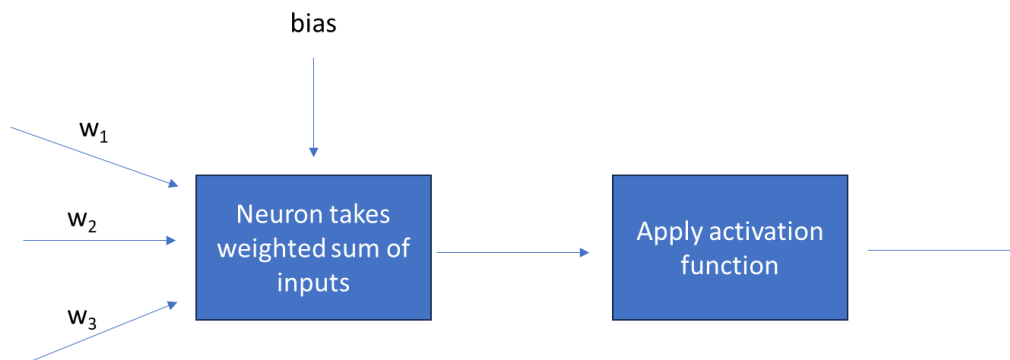 bias
w₁
w₂
w₃
Neuron takes
weighted sum of
inputs
Apply activation
function